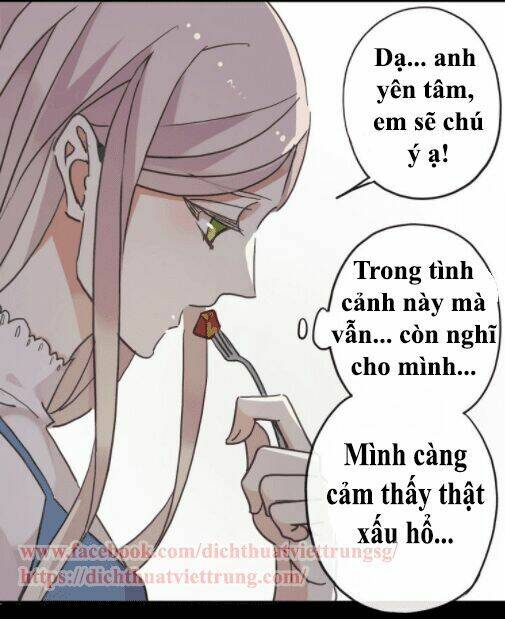 Dạ... anh
yên tâm,
em sẽ chú
ý ạ!
Trong tình
cảnh này mà
vẫn... còn nghĩ
cho mình...
Mình càng
cảm thấy thật
xấu hổ...
www.facebook.com/dichthuatviettrungsg/
https://dichthuatviettrung.com/